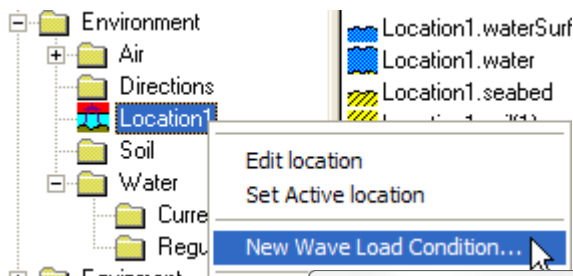 Environment
Air
Directions
Location1
Soil
Water
Location1.waterSurf
Location1.water
Location1.seabed
Edit location
Set Active location
New Wave Load Condition...